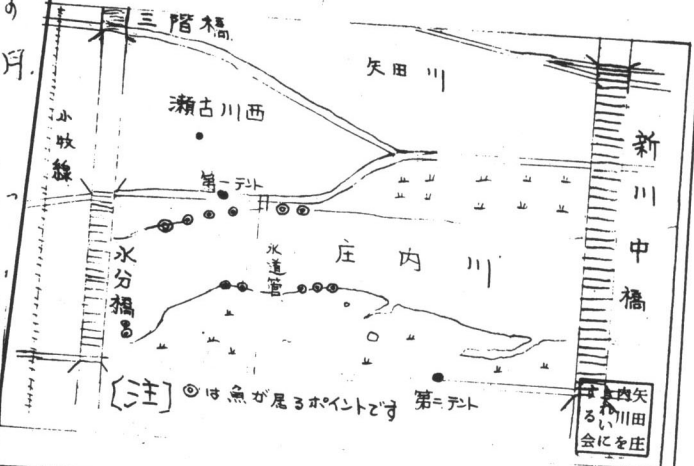 の
月.
三階橋
矢田川
瀬古川西
小牧線
第一テント
新川中橋
水分橋
水道管
庄内川
[注] ◎は魚が居るポイントです
第二テント
矢田庄
内川を
きれいに
する会